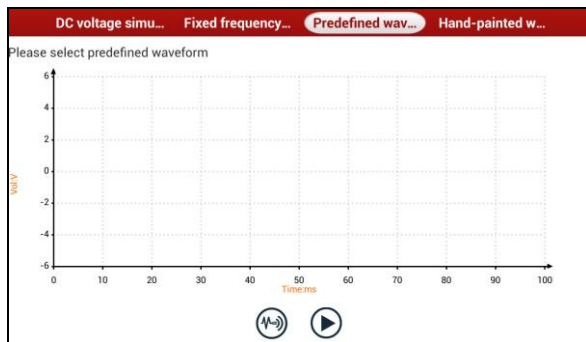 DC voltage simu... Fixed frequency... Predefined wav... Hand-painted w...
Please select predefined waveform
6
4
2
0
-2
-4
-6
Vol:V
0 10 20 30 40 50 60 70 80 90 100
Time:ms